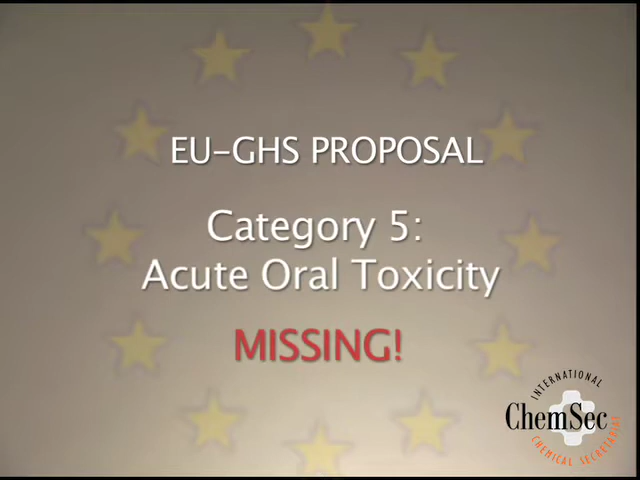 EU-GHS PROPOSAL
Category 5:
Acute Oral Toxicity
MISSING!
INTERNATIONAL
ChemSec
CHEMICAL SECRETARIAT